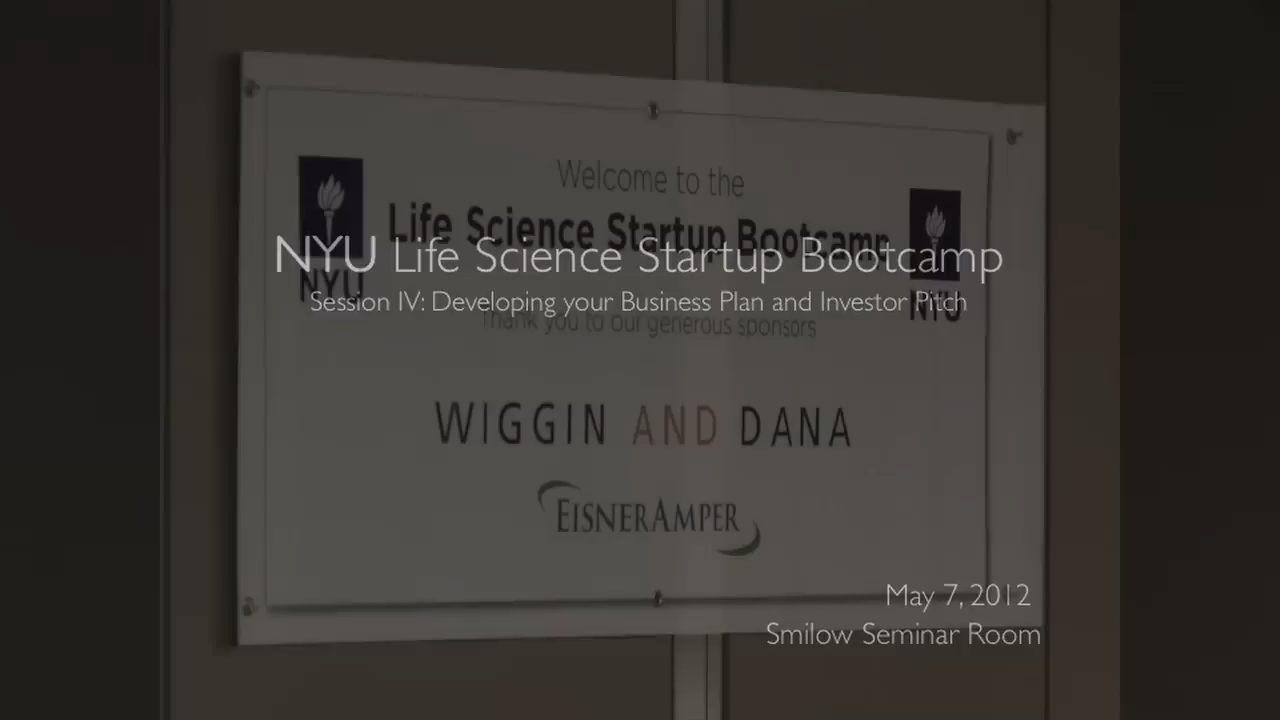 Welcome to the
Life Science Startup Bootcamp
NYU
NYU
Thank you to our generous sponsors
WIGGIN AND DANA
EISNERAMPER
NYU Life Science Startup Bootcamp
Session IV: Developing your Business Plan and Investor Pitch
May 7, 2012
Smilow Seminar Room